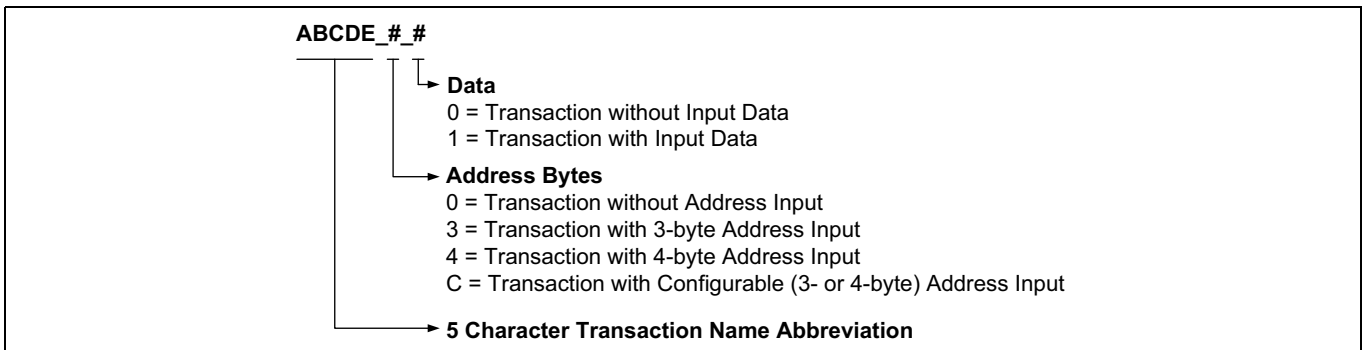 ABCDE_#_#
Data
0 = Transaction without Input Data
1 = Transaction with Input Data
Address Bytes
0 = Transaction without Address Input
3 = Transaction with 3-byte Address Input
4 = Transaction with 4-byte Address Input
C = Transaction with Configurable (3- or 4-byte) Address Input
5 Character Transaction Name Abbreviation